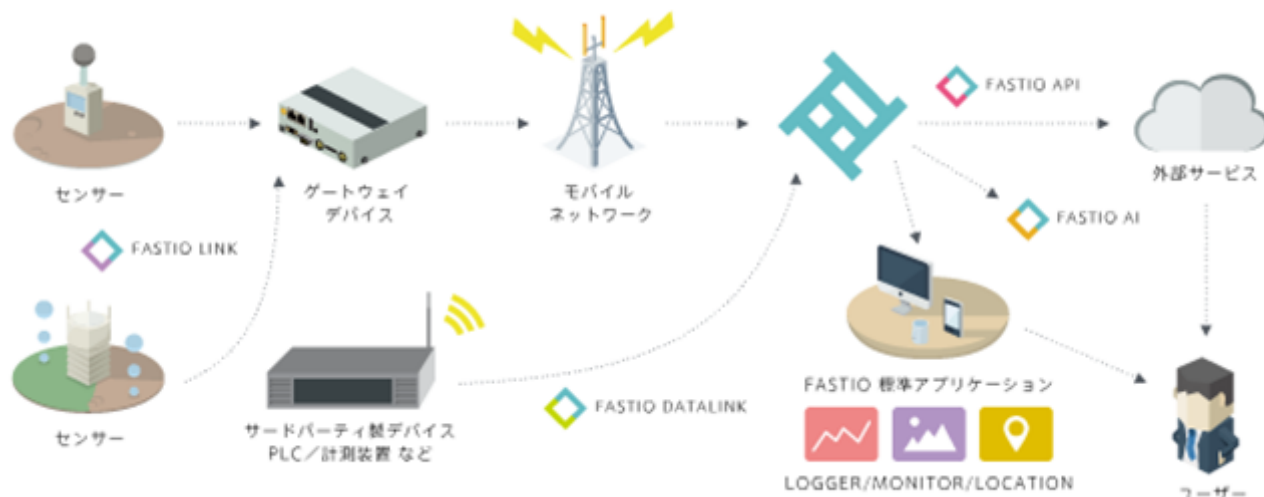 センサー
ゲートウェイ
デバイス
モバイル
ネットワーク
FASTIO API
外部サービス
FASTIO AI
FASTIO LINK
センサー
サードパーティ製デバイス
PLC／計測装置 など
FASTIO DATALINK
FASTIO 標準アプリケーション
LOGGER/MONITOR/LOCATION
ユーザー